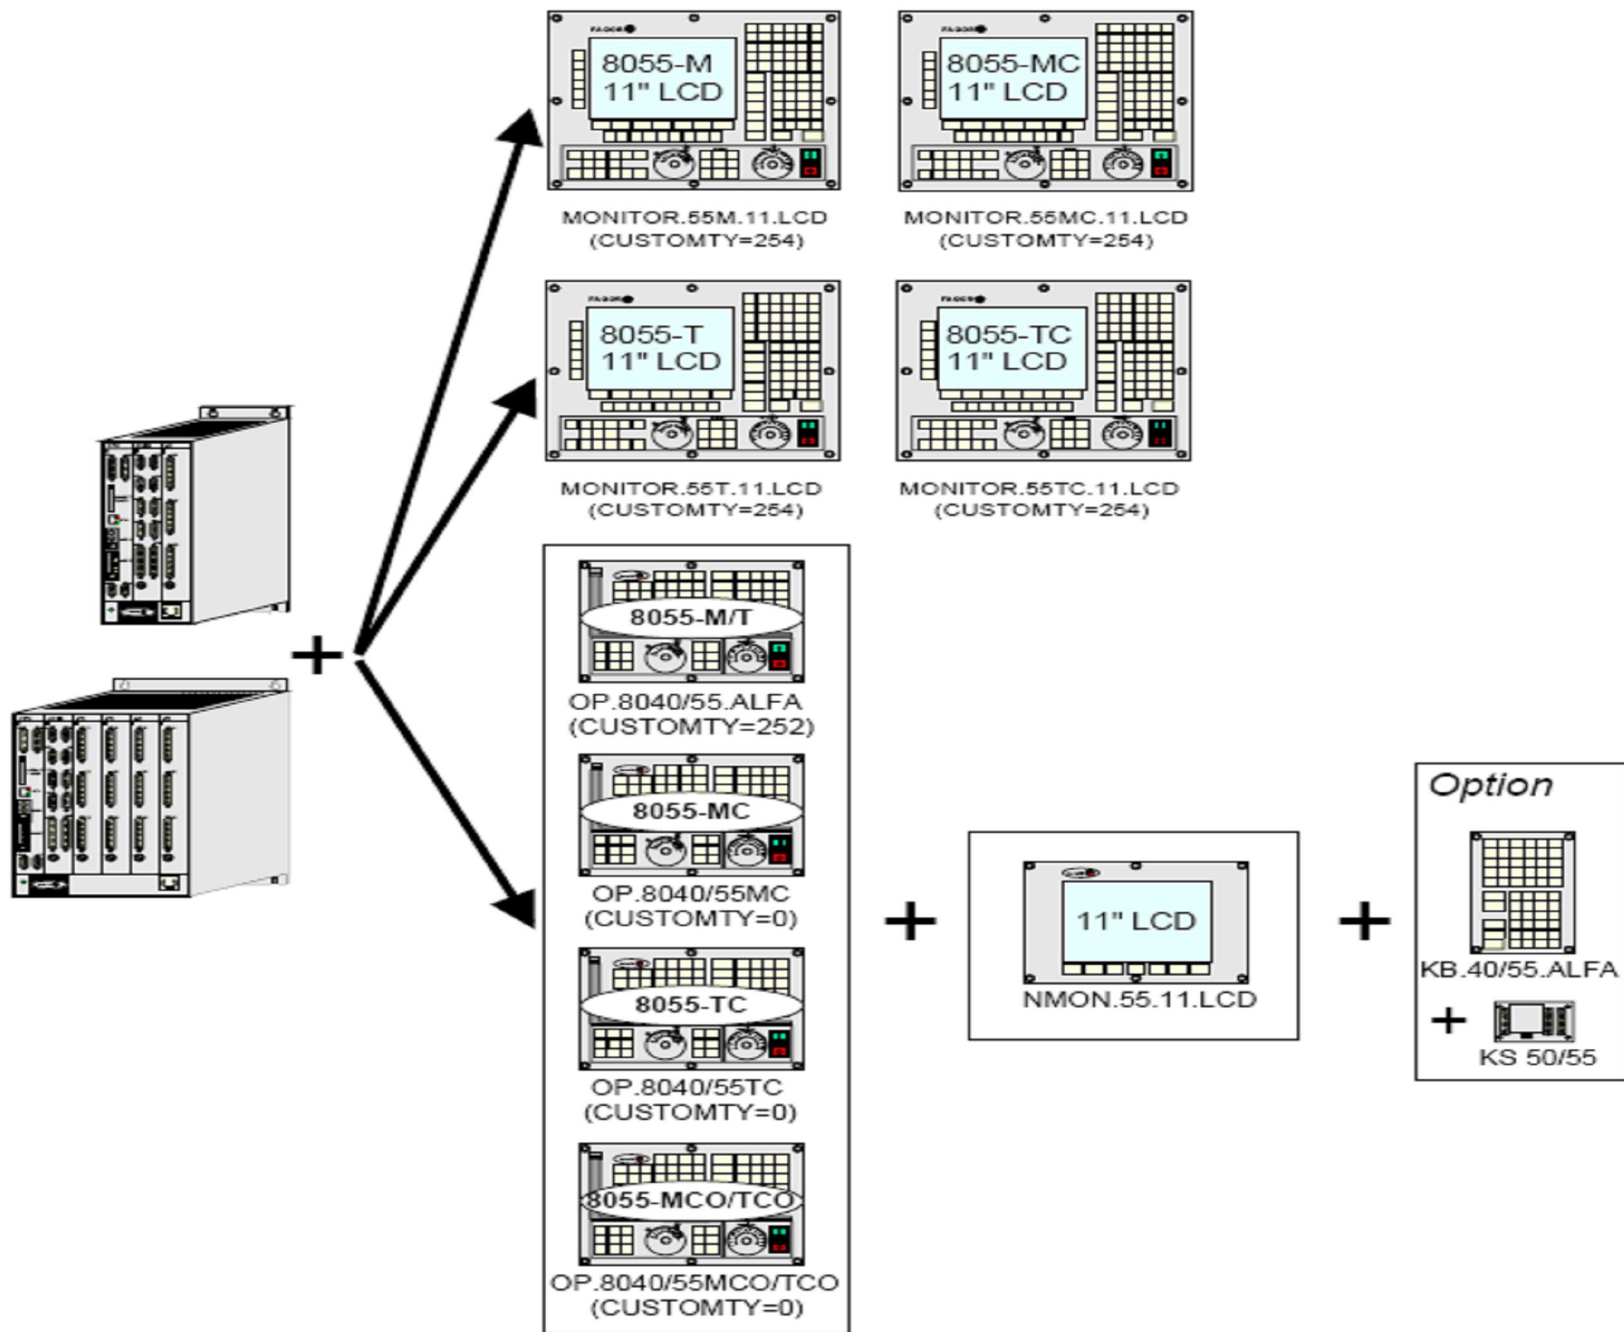 FAGOR
8055-M
11" LCD
MONITOR.55M.11.LCD
(CUSTOMTY=254)
FAGOR
8055-MC
11" LCD
MONITOR.55MC.11.LCD
(CUSTOMTY=254)
FAGOR
8055-T
11" LCD
MONITOR.55T.11.LCD
(CUSTOMTY=254)
FAGOR
8055-TC
11" LCD
MONITOR.55TC.11.LCD
(CUSTOMTY=254)
+
8055-M/T
OP.8040/55.ALFA
(CUSTOMTY=252)
8055-MC
OP.8040/55MC
(CUSTOMTY=0)
8055-TC
OP.8040/55TC
(CUSTOMTY=0)
8055-MCO/TCO
OP.8040/55MCO/TCO
(CUSTOMTY=0)
+
11" LCD
NMON.55.11.LCD
+
Option
KB.40/55.ALFA
+
KS 50/55